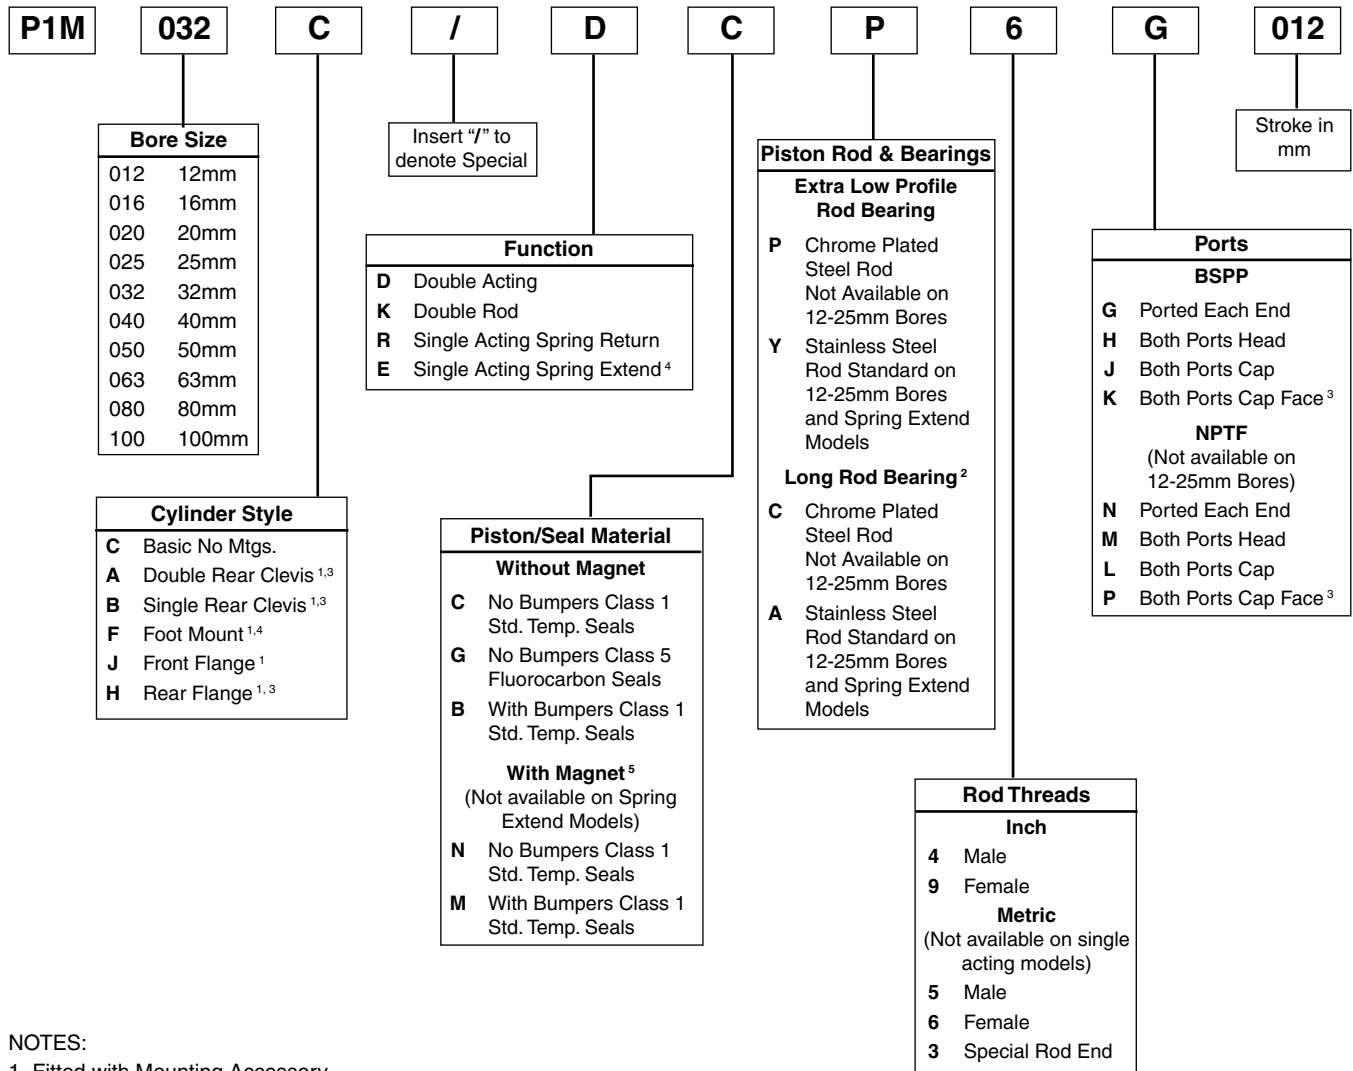 P1M 032 C / D C P 6 G 012
Bore Size
012 12mm
016 16mm
020 20mm
025 25mm
032 32mm
040 40mm
050 50mm
063 63mm
080 80mm
100 100mm
Insert “/” to
denote Special
Stroke in
mm
Function
D Double Acting
K Double Rod
R Single Acting Spring Return
E Single Acting Spring Extend 4
Piston Rod & Bearings
Extra Low Profile
Rod Bearing
P Chrome Plated
Steel Rod
Not Available on
12-25mm Bores
Y Stainless Steel
Rod Standard on
12-25mm Bores
and Spring Extend
Models
Long Rod Bearing 2
C Chrome Plated
Steel Rod
Not Available on
12-25mm Bores
A Stainless Steel
Rod Standard on
12-25mm Bores
and Spring Extend
Models
Ports
BSPP
G Ported Each End
H Both Ports Head
J Both Ports Cap
K Both Ports Cap Face 3
NPTF
(Not available on
12-25mm Bores)
N Ported Each End
M Both Ports Head
L Both Ports Cap
P Both Ports Cap Face 3
Cylinder Style
C Basic No Mtgs.
A Double Rear Clevis 1,3
B Single Rear Clevis 1,3
F Foot Mount 1,4
J Front Flange 1
H Rear Flange 1, 3
Piston/Seal Material
Without Magnet
C No Bumpers Class 1
Std. Temp. Seals
G No Bumpers Class 5
Fluorocarbon Seals
B With Bumpers Class 1
Std. Temp. Seals
With Magnet 5
(Not available on Spring
Extend Models)
N No Bumpers Class 1
Std. Temp. Seals
M With Bumpers Class 1
Std. Temp. Seals
Rod Threads
Inch
4 Male
9 Female
Metric
(Not available on single
acting models)
5 Male
6 Female
3 Special Rod End
NOTES:
1 Fitted with Mounting Accessory